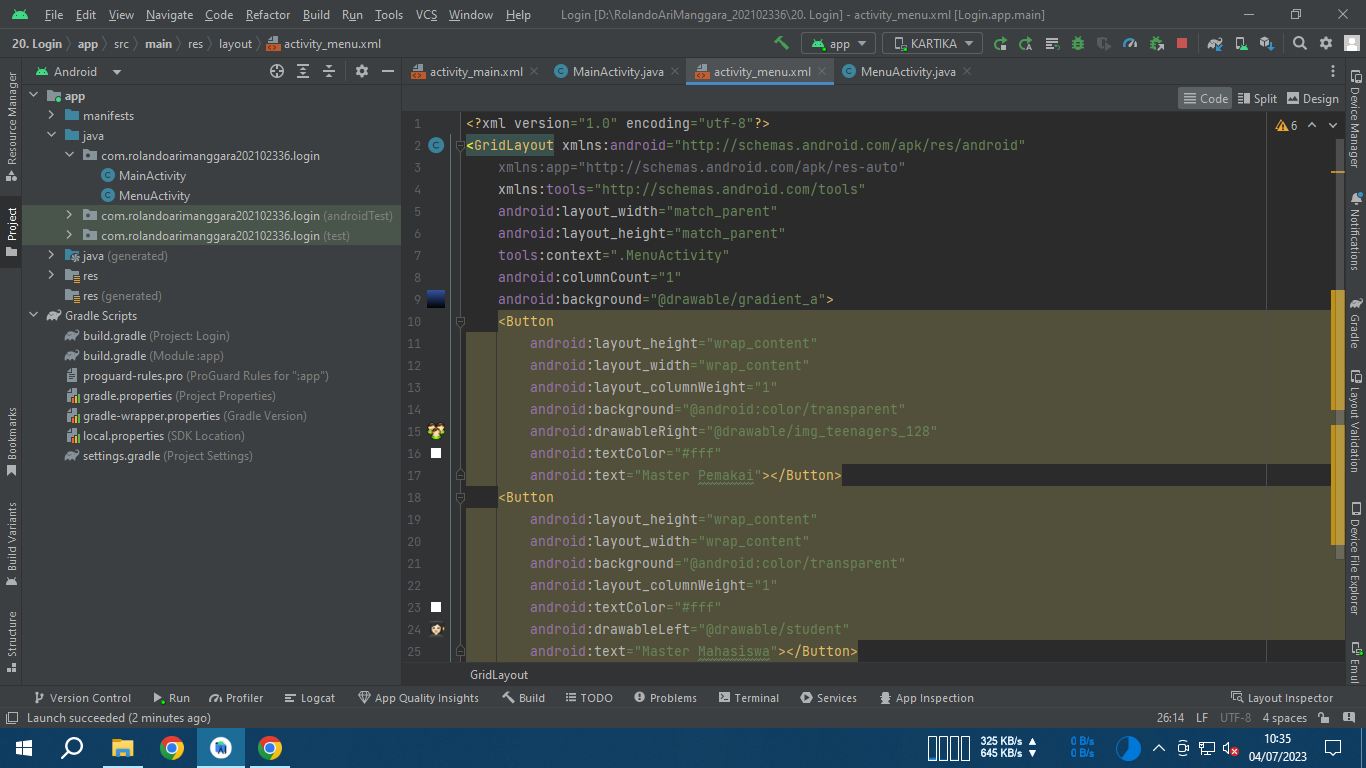 File Edit View Navigate Code Refactor Build Run Tools VCS Window Help Login [D:\RolandoAriManggara_202102336\20. Login] - activity_menu.xml [Login.app.main]
20. Login app src main res layout activity_menu.xml app KARTIKA
Android
activity_main.xml MainActivity.java activity_menu.xml MenuActivity.java
Code Split Design
Resource Manager
Project
Bookmarks
Build Variants
Structure
app
manifests
java
com.rolandoarimanggara202102336.login
MainActivity
MenuActivity
com.rolandoarimanggara202102336.login (androidTest)
com.rolandoarimanggara202102336.login (test)
java (generated)
res
res (generated)
Gradle Scripts
build.gradle (Project: Login)
build.gradle (Module :app)
proguard-rules.pro (ProGuard Rules for ":app")
gradle.properties (Project Properties)
gradle-wrapper.properties (Gradle Version)
local.properties (SDK Location)
settings.gradle (Project Settings)
1 <?xml version="1.0" encoding="utf-8"?>
2 <GridLayout xmlns:android="http://schemas.android.com/apk/res/android"
3 xmlns:app="http://schemas.android.com/apk/res-auto"
4 xmlns:tools="http://schemas.android.com/tools"
5 android:layout_width="match_parent"
6 android:layout_height="match_parent"
7 tools:context=".MenuActivity"
8 android:columnCount="1"
9 android:background="@drawable/gradient_a">
10 <Button
11 android:layout_height="wrap_content"
12 android:layout_width="wrap_content"
13 android:layout_columnWeight="1"
14 android:background="@android:color/transparent"
15 android:drawableRight="@drawable/img_teenagers_128"
16 android:textColor="#fff"
17 android:text="Master Pemakai"></Button>
18 <Button
19 android:layout_height="wrap_content"
20 android:layout_width="wrap_content"
21 android:background="@android:color/transparent"
22 android:layout_columnWeight="1"
23 android:textColor="#fff"
24 android:drawableLeft="@drawable/student"
25 android:text="Master Mahasiswa"></Button>
6
GridLayout
Device Manager
Notifications
Gradle
Layout Validation
Device File Explorer
Emul
Version Control Run Profiler Logcat App Quality Insights Build TODO Problems Terminal Services App Inspection Layout Inspector
Launch succeeded (2 minutes ago) 26:14 LF UTF-8 4 spaces
325 KB/s 0 B/s 10:35
645 KB/s 0 B/s 04/07/2023